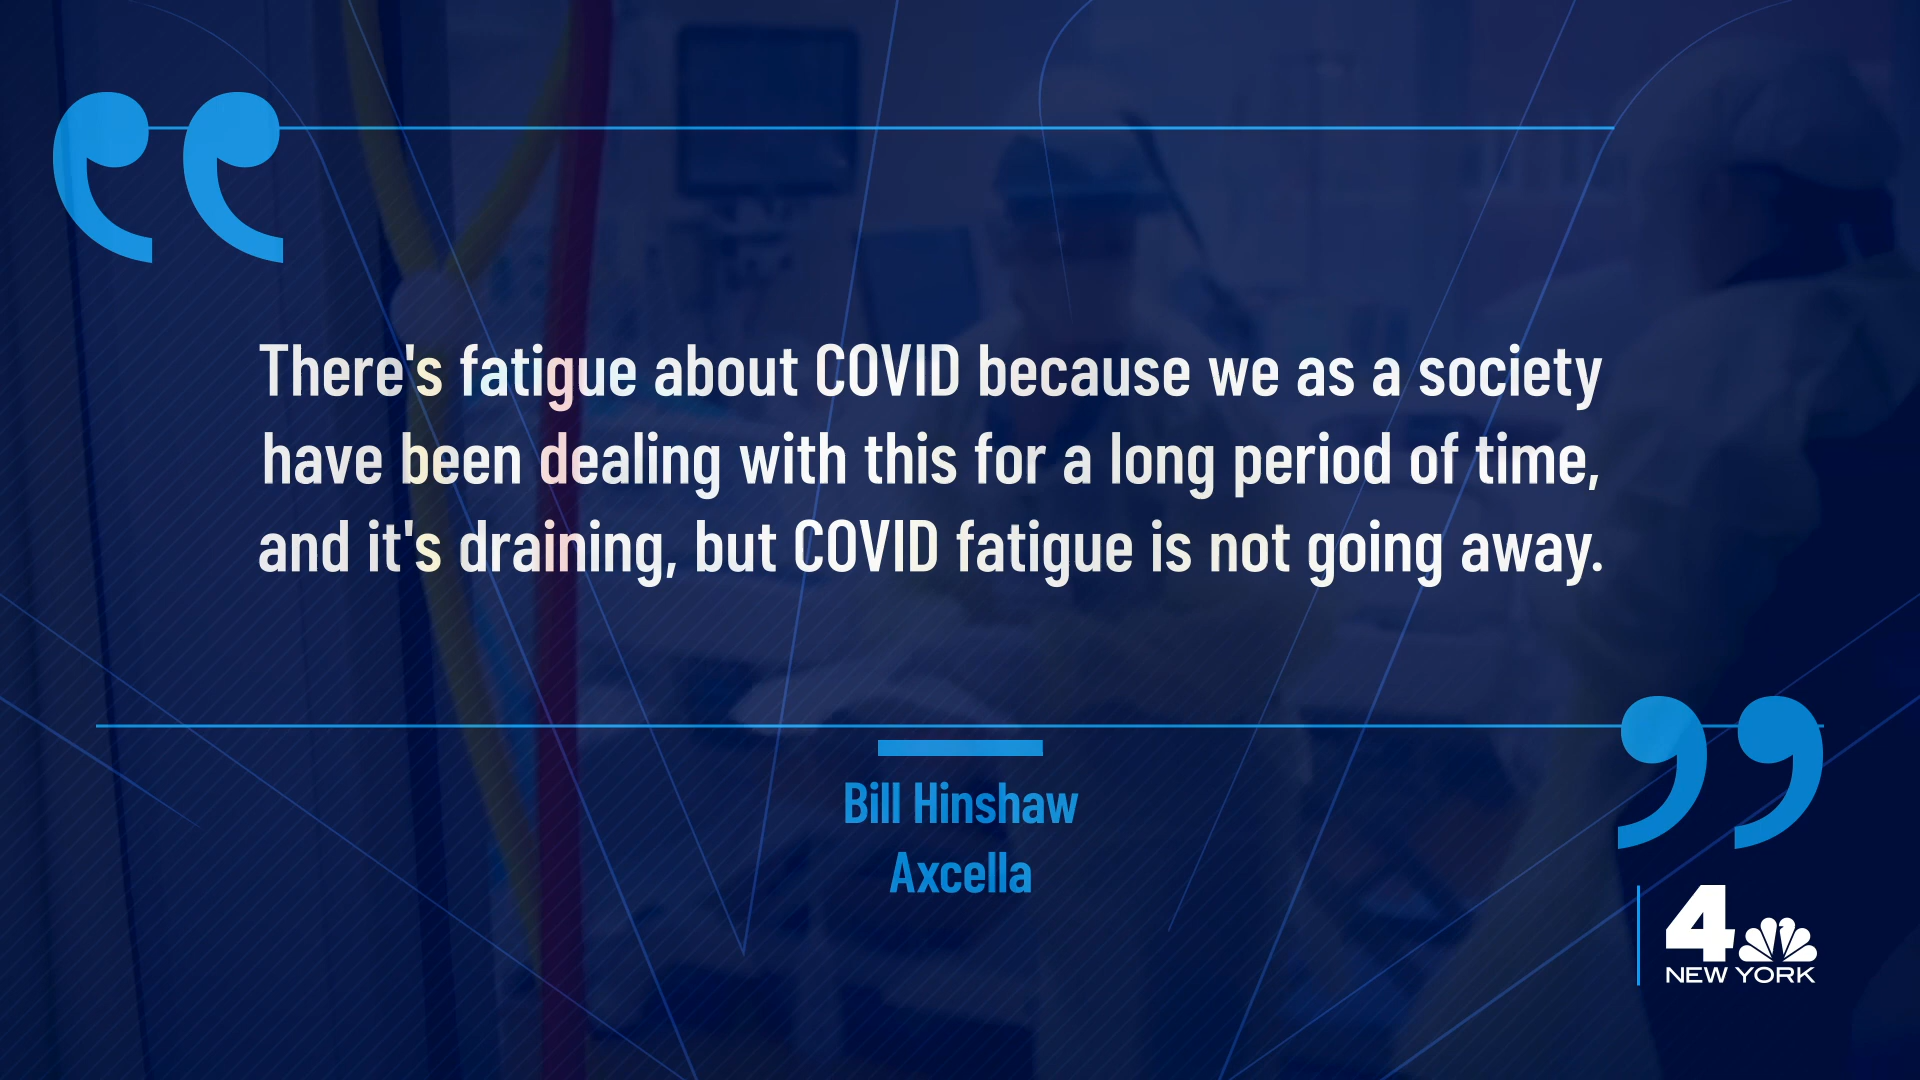 There's fatigue about COVID because we as a society
have been dealing with this for a long period of time,
and it's draining, but COVID fatigue is not going away.
Bill Hinshaw
Axcella
4
NEW YORK